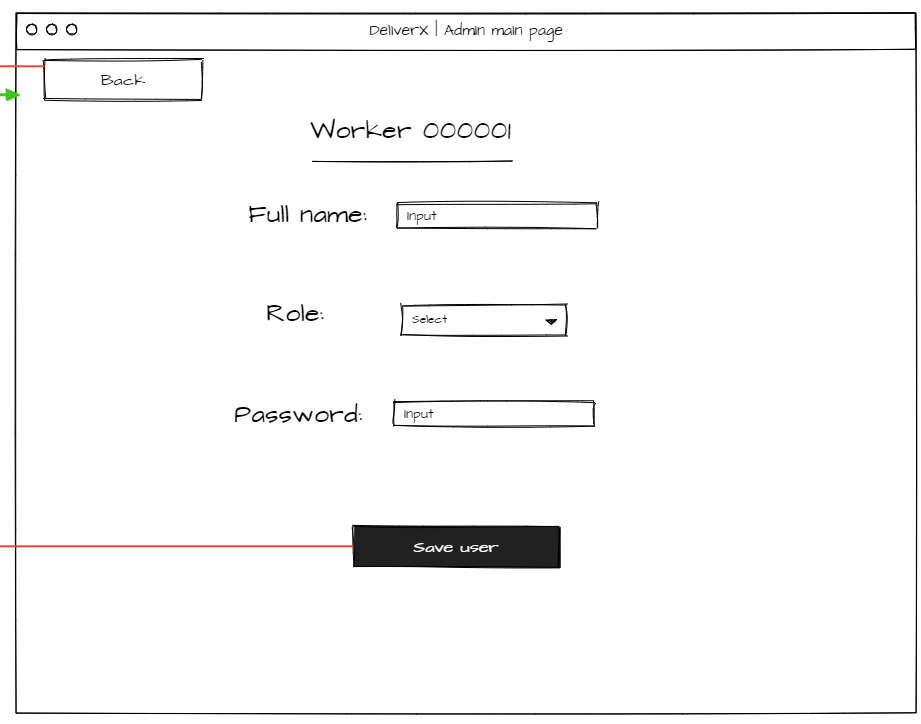 DeliverX | Admin main page
Back
Worker 000001
Full name:
Input
Role:
Select
Password:
Input
Save user